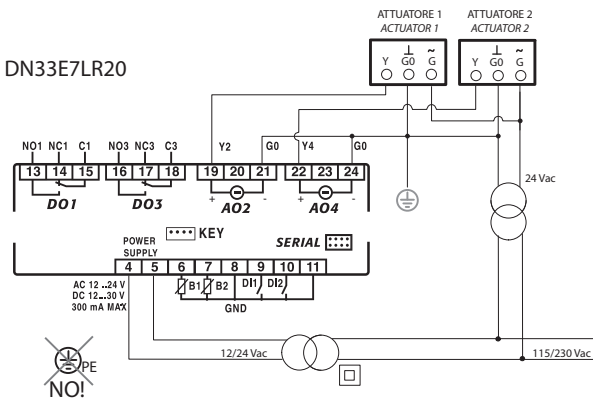 ATTUATORE 1
ACTUATOR 1
ATTUATORE 2
ACTUATOR 2
Y G0 ⊥ G ~
Y G0 ⊥ G ~
DN33E7LR20
NO1 NC1 C1 NO3 NC3 C3 Y2 G0 Y4 G0
13 14 15 16 17 18 19 20 21 22 23 24
DO1 DO3 + AO2 - + AO4 -
24 Vac
KEY
SERIAL
POWER SUPPLY
4 5 6 7 8 9 10 11
AC 12 ..24 V
DC 12...30 V
300 mA MAX
B1 B2 DI1 DI2
GND
12/24 Vac
115/230 Vac
PE
NO!